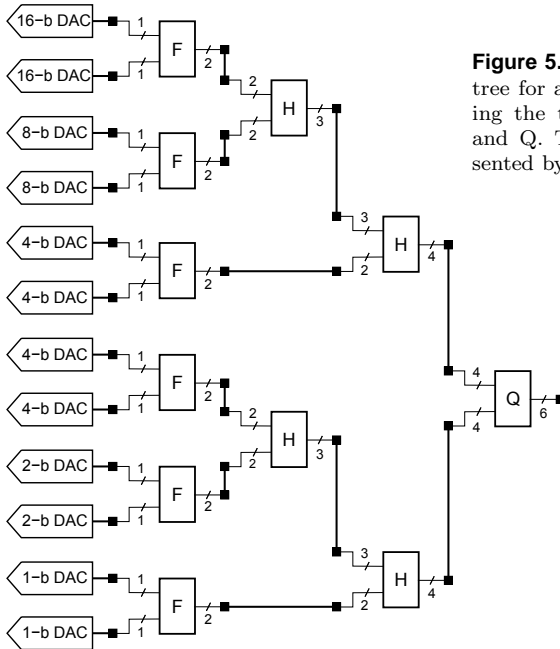 16−b DAC
1
F
2
1
16−b DAC
2
H
3
2
8−b DAC
1
F
2
1
8−b DAC
3
H
4
2
4−b DAC
1
F
2
1
4−b DAC
4
Q
6
4
4−b DAC
1
F
2
1
4−b DAC
2
H
3
2
2−b DAC
1
F
2
1
2−b DAC
3
H
4
2
1−b DAC
1
F
2
1
1−b DAC
Figure 5.
tree for a
ing the t
and Q. T
sented by